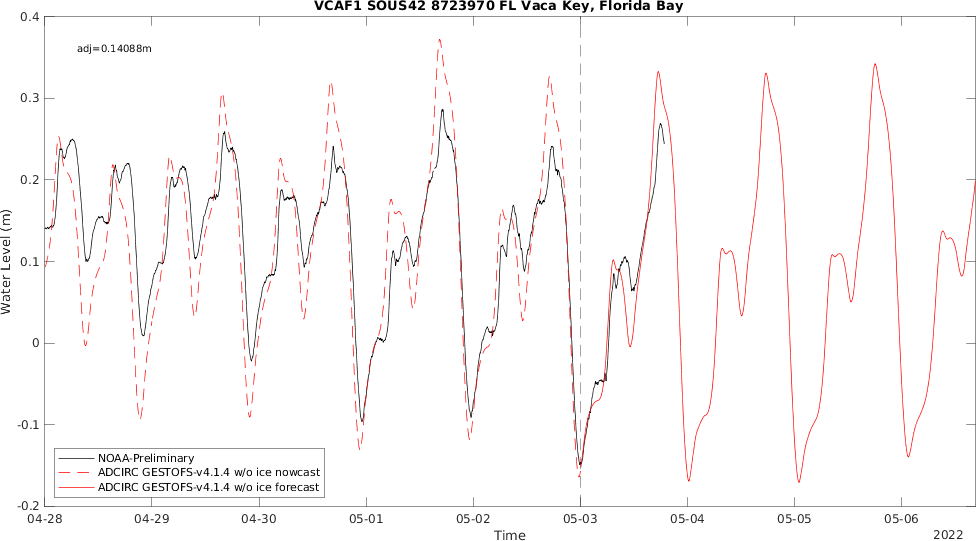 VCAF1 SOUS42 8723970 FL Vaca Key, Florida Bay
0.4
adj=0.14088m
0.3
0.2
0.1
0
-0.1
-0.2
Water Level (m)
NOAA-Preliminary
ADCIRC GESTOFS-v4.1.4 w/o ice nowcast
ADCIRC GESTOFS-v4.1.4 w/o ice forecast
04-28 04-29 04-30 05-01 05-02 05-03 05-04 05-05 05-06
Time
2022